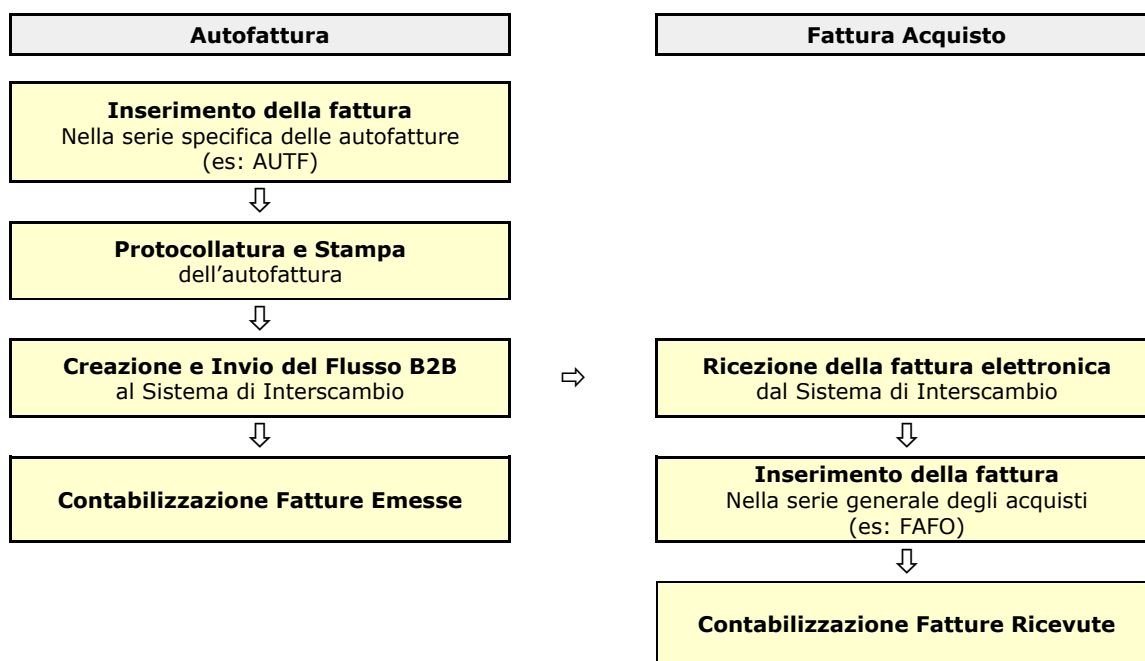 Autofattura
Fattura Acquisto
Inserimento della fattura
Nella serie specifica delle autofatture
(es: AUTF)
Protocollatura e Stampa
dell’autofattura
Creazione e Invio del Flusso B2B
al Sistema di Interscambio
Ricezione della fattura elettronica
dal Sistema di Interscambio
Contabilizzazione Fatture Emesse
Inserimento della fattura
Nella serie generale degli acquisti
(es: FAFO)
Contabilizzazione Fatture Ricevute